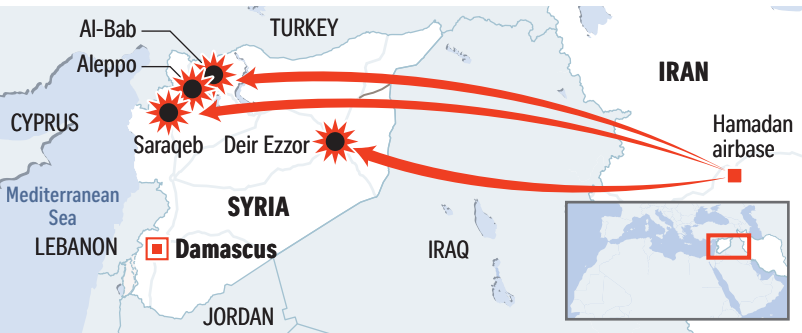 Al-Bab
TURKEY
Aleppo
IRAN
CYPRUS
Hamadan
airbase
Saraqeb
Deir Ezzor
Mediterranean
Sea
SYRIA
LEBANON
Damascus
IRAQ
JORDAN